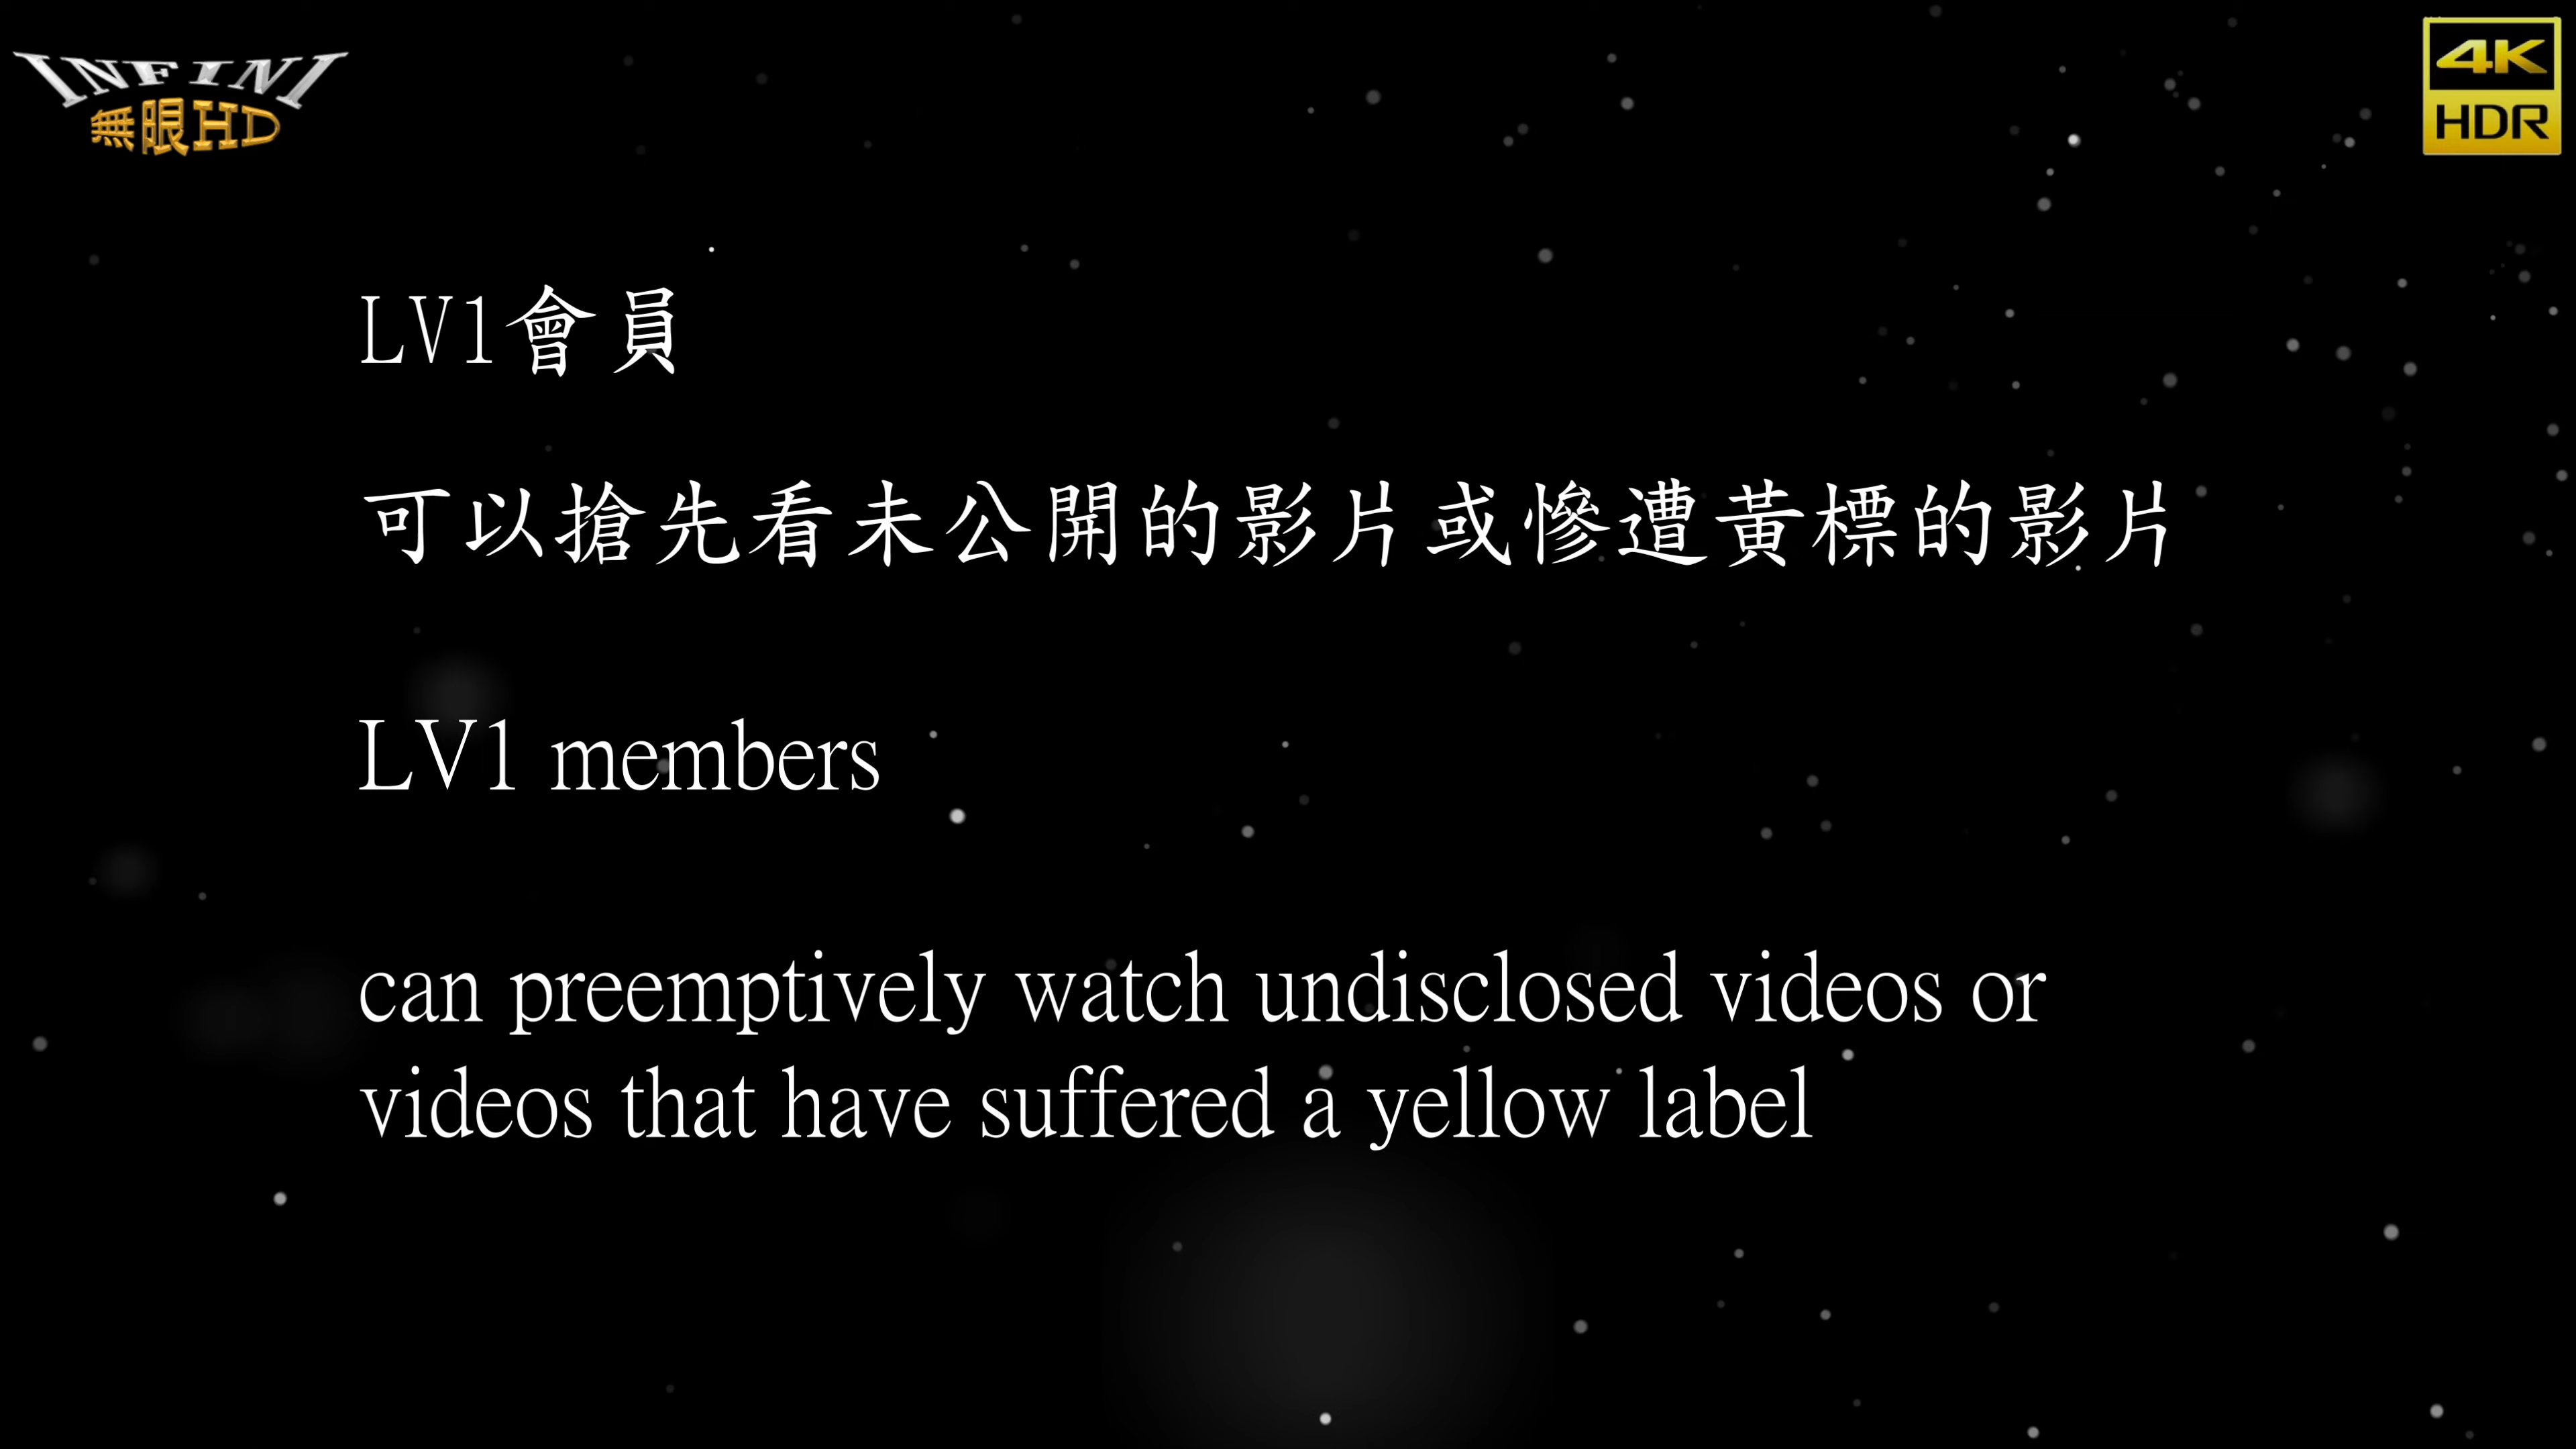 INFINI
無限HD
4K
HDR
LV1會員
可以搶先看未公開的影片或慘遭黃標的影片
LV1 members
can preemptively watch undisclosed videos or
videos that have suffered a yellow label